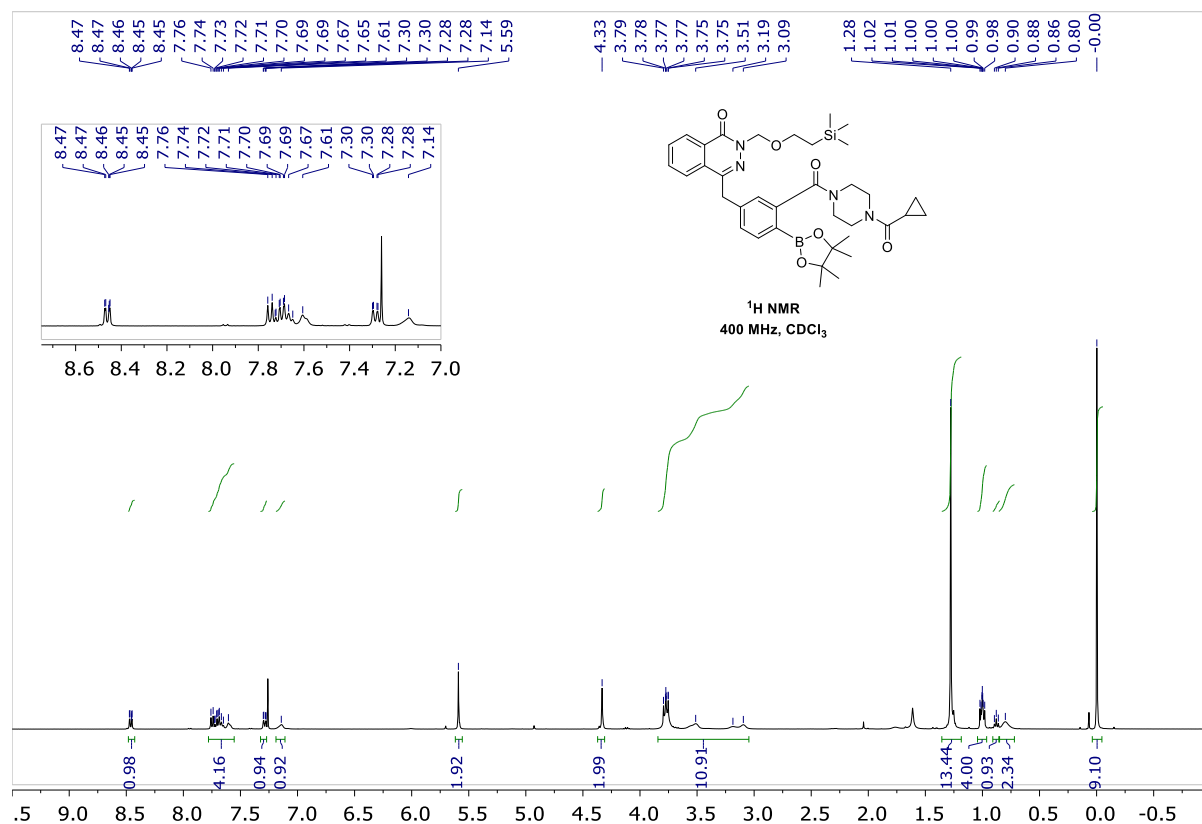 8.47 8.47 8.46 8.45 8.45 7.76 7.74 7.73 7.72 7.71 7.70 7.69 7.69 7.67 7.65 7.61 7.30 7.30 7.28 7.28 7.14 5.59 4.33 3.79 3.78 3.77 3.77 3.75 3.75 3.51 3.19 3.09 1.28 1.02 1.01 1.00 1.00 1.00 0.99 0.98 0.90 0.88 0.86 0.80 -0.00
8.47 8.47 8.46 8.45 8.45 7.76 7.74 7.72 7.71 7.70 7.69 7.69 7.67 7.61 7.30 7.30 7.28 7.28 7.14
8.6 8.4 8.2 8.0 7.8 7.6 7.4 7.2 7.0
O
Si
N
O
N
O
N
N
O
B
O
O
¹H NMR
400 MHz, CDCl₃
0.98 4.16 0.94 0.92 1.92 1.99 10.91 13.44 4.00 0.93 2.34 9.10
.5 9.0 8.5 8.0 7.5 7.0 6.5 6.0 5.5 5.0 4.5 4.0 3.5 3.0 2.5 2.0 1.5 1.0 0.5 0.0 -0.5